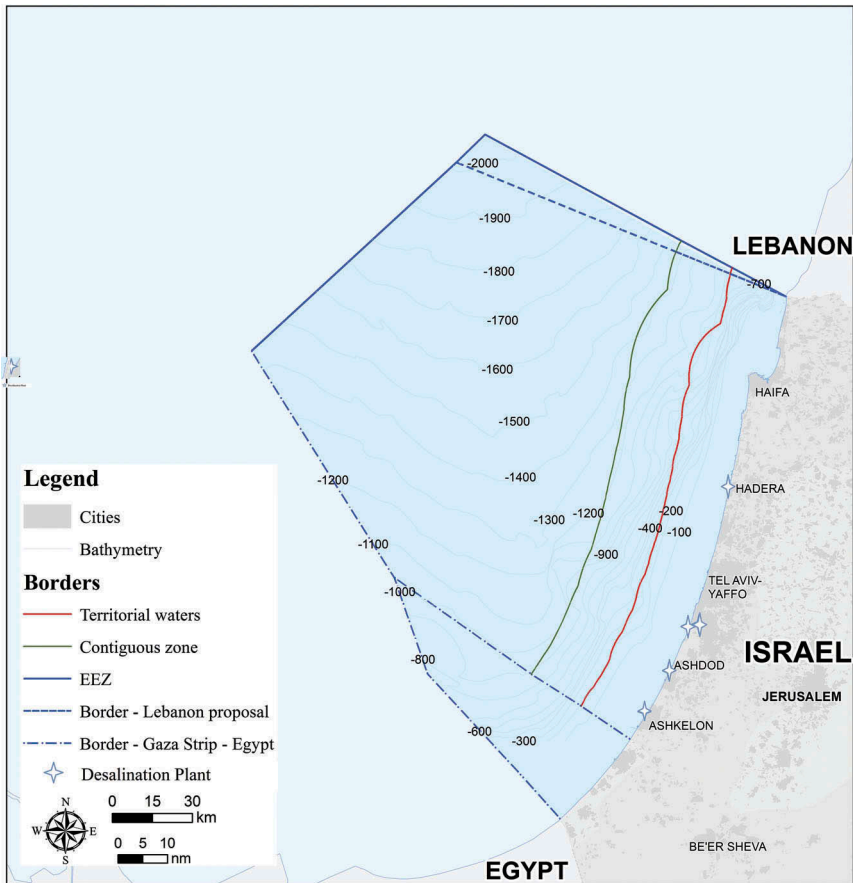 -2000
-1900
LEBANON
-1800
-700
-1700
-1600
HAIFA
-1500
-1400
-1200
HADERA
-1300
-1200
-200
-400
-100
-1100
-900
-1000
TEL AVIV-
YAFFO
-800
ISRAEL
ASHDOD
JERUSALEM
ASHKELON
-600
-300
BE'ER SHEVA
EGYPT
Legend
Cities
Bathymetry
Borders
Territorial waters
Contiguous zone
EEZ
Border - Lebanon proposal
Border - Gaza Strip - Egypt
Desalination Plant
N
W E
S
0 15 30
km
0 5 10
nm